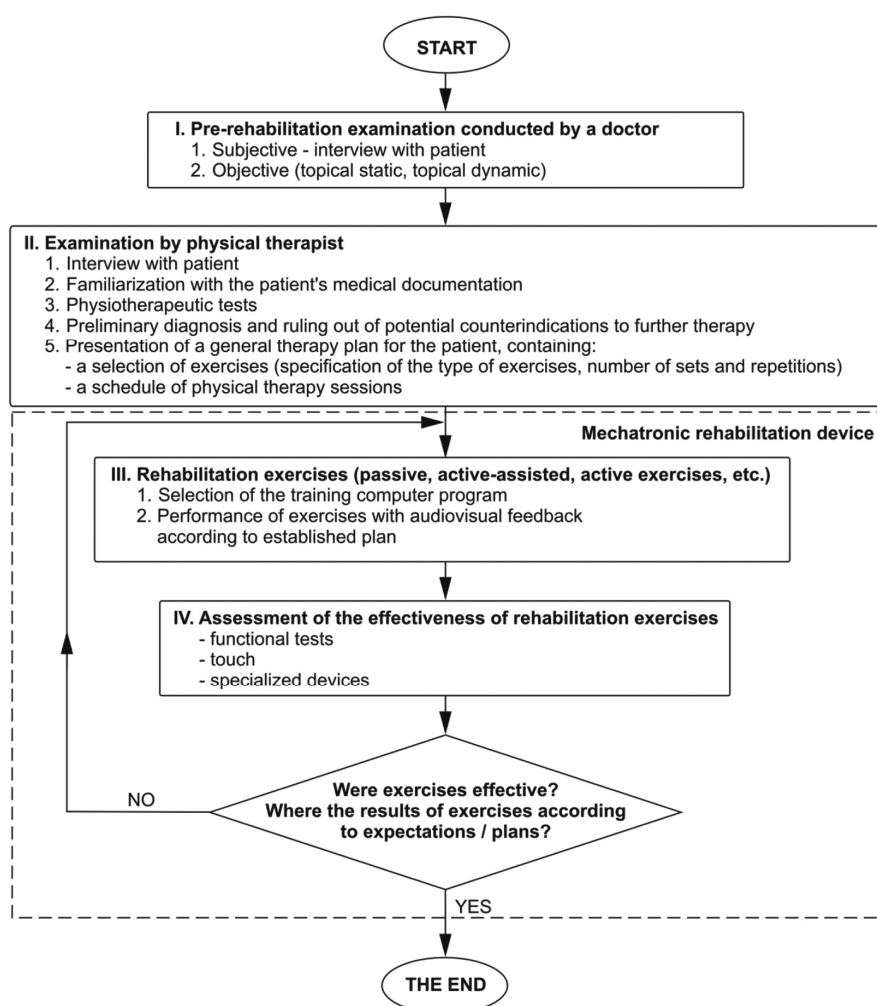 START
I. Pre-rehabilitation examination conducted by a doctor
1. Subjective - interview with patient
2. Objective (topical static, topical dynamic)
II. Examination by physical therapist
1. Interview with patient
2. Familiarization with the patient's medical documentation
3. Physiotherapeutic tests
4. Preliminary diagnosis and ruling out of potential counterindications to further therapy
5. Presentation of a general therapy plan for the patient, containing:
- a selection of exercises (specification of the type of exercises, number of sets and repetitions)
- a schedule of physical therapy sessions
Mechatronic rehabilitation device
III. Rehabilitation exercises (passive, active-assisted, active exercises, etc.)
1. Selection of the training computer program
2. Performance of exercises with audiovisual feedback
according to established plan
IV. Assessment of the effectiveness of rehabilitation exercises
- functional tests
- touch
- specialized devices
Were exercises effective?
Where the results of exercises according
to expectations / plans?
NO
YES
THE END